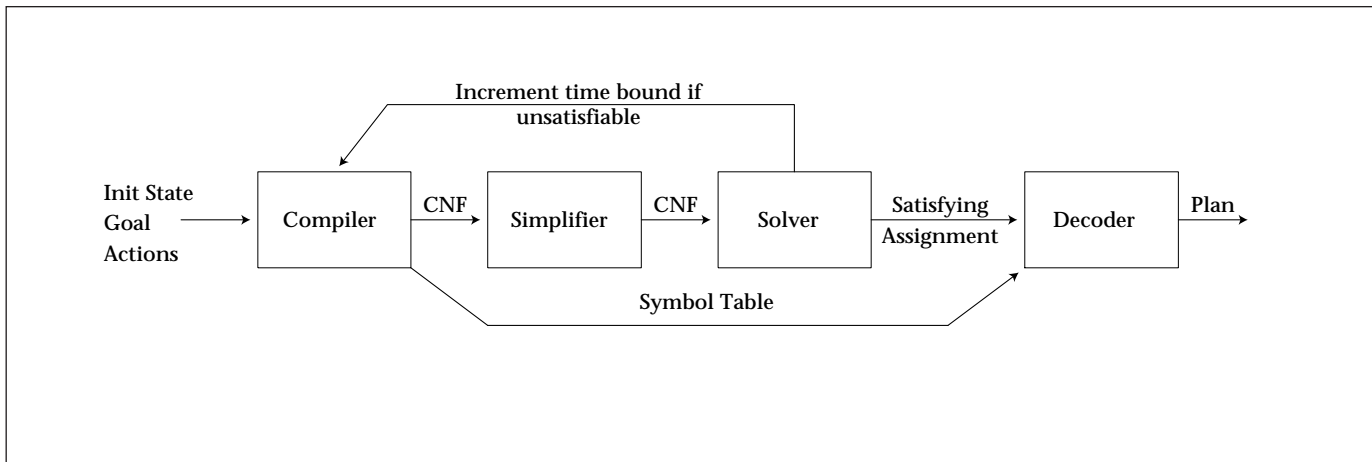 Increment time bound if
unsatisfiable
Init State
Goal
Actions
Compiler
CNF
Simplifier
CNF
Solver
Satisfying
Assignment
Decoder
Plan
Symbol Table